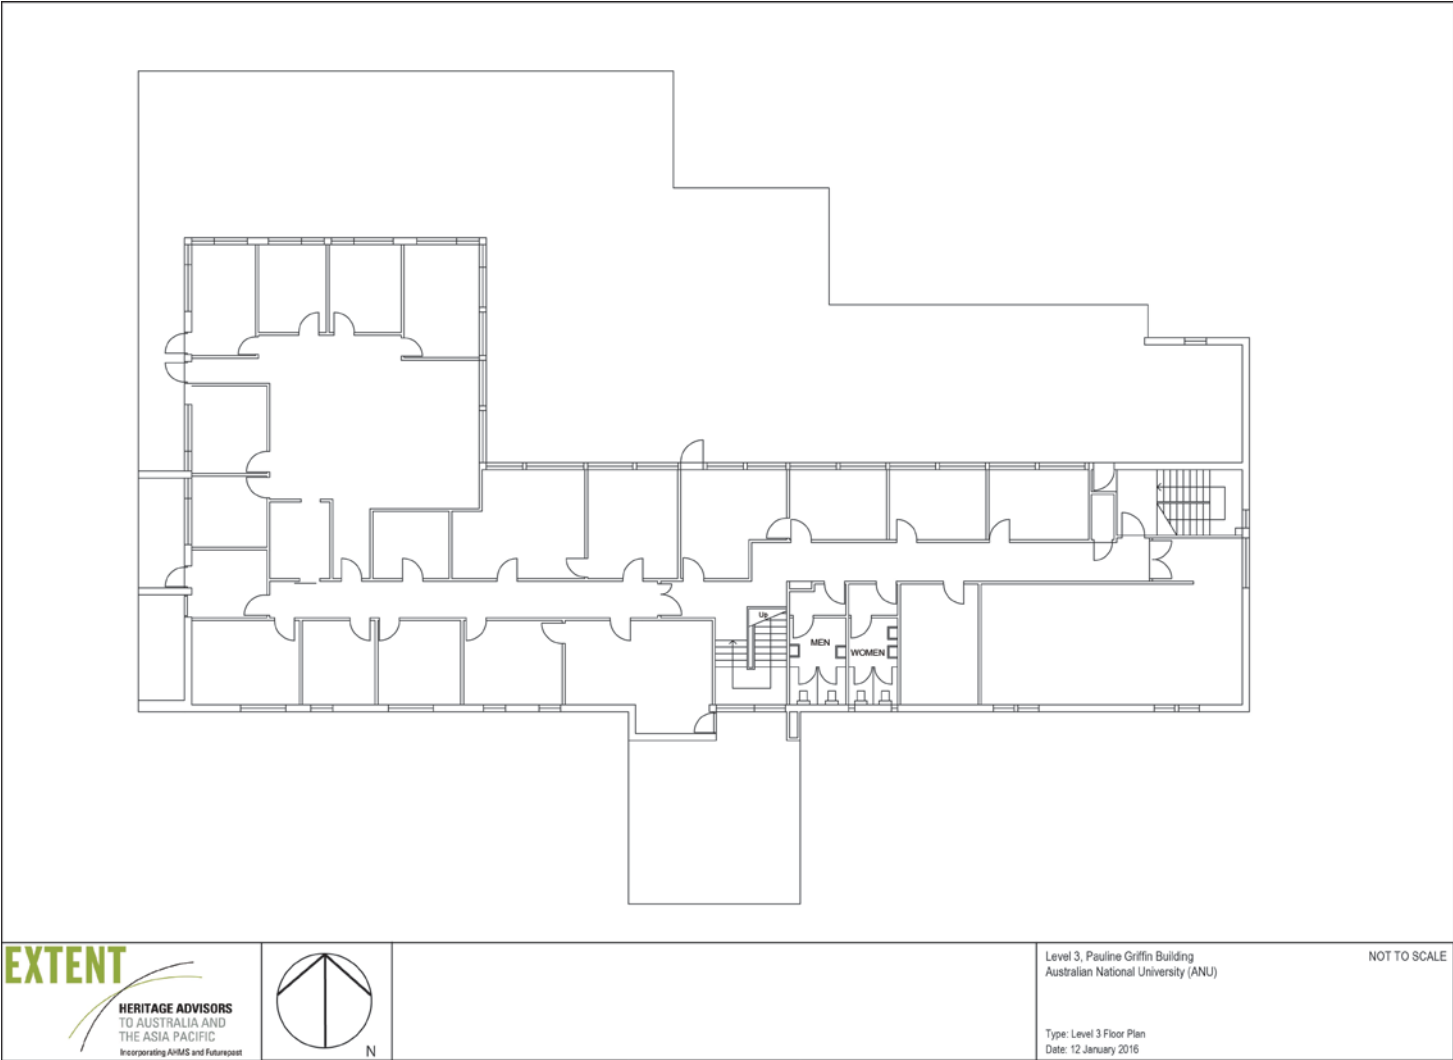 Up
MEN
WOMEN
EXTENT
HERITAGE ADVISORS
TO AUSTRALIA AND
THE ASIA PACIFIC
Incorporating AHMS and Futurepast
N
Level 3, Pauline Griffin Building
Australian National University (ANU)
NOT TO SCALE
Type: Level 3 Floor Plan
Date: 12 January 2016